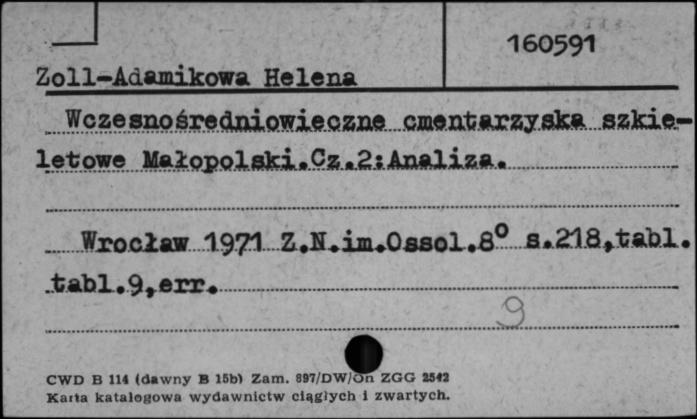 160591
Zoll-Adamikowa Helena
Wczesnośredniowieczne cmentarzyska szkie-
letowe Małopolski.Cz.2:Analiza.
Wrocław 1971 Z.N.im.Ossol.8° s.218,tabl.
tabl.9,err.
9
CWD B 114 (dawny B 15b) Zam. 897/DW/On ZGG 2542
Karta katalogowa wydawnictw ciągłych i zwartych.